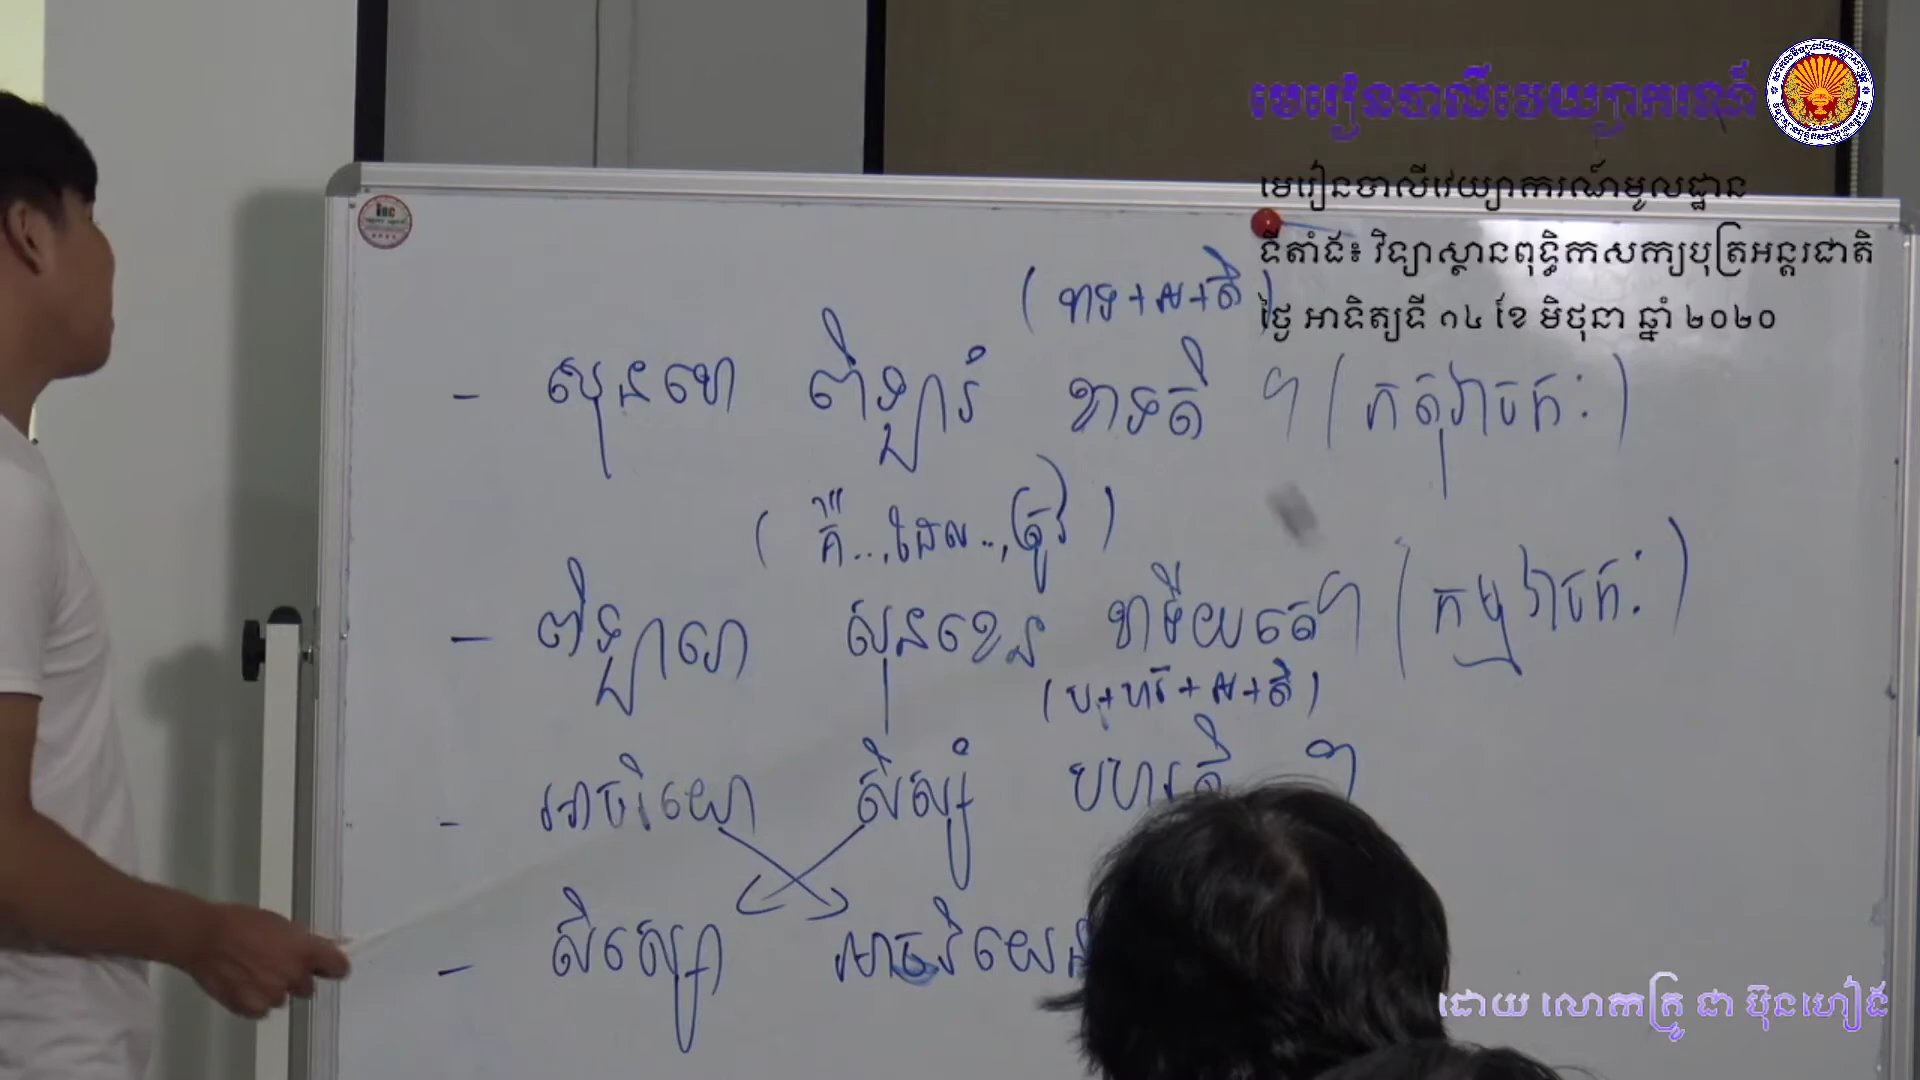 មេរៀនបាលីវេយ្យាករណ៍
មេរៀនបាលីវេយ្យាករណ៍មូលដ្ឋាន
ទីតាំង៖ វិទ្យាស្ថានពុទ្ធិកសក្យបុត្រអន្តរជាតិ
ថ្ងៃ អាទិត្យទី ១៤ ខែ មិថុនា ឆ្នាំ ២០២០
(ខាទ+អ+តិ)
- សុនខោ ពិឡារំ ខាទតិ ។ (កត្តុវាចកៈ)
(គឺ...,ដែល...,ត្រូវ)
- ពិឡារោ សុនខេន ខាទិយតេ។ (កម្មវាចកៈ)
(ប+ហរ+អ+តិ)
- អាចរិយោ សិស្សំ បហរតិ ។
- សិស្សោ អាចរិយេន
ដោយ លោកគ្រូ ជា ប៊ុនហៀង